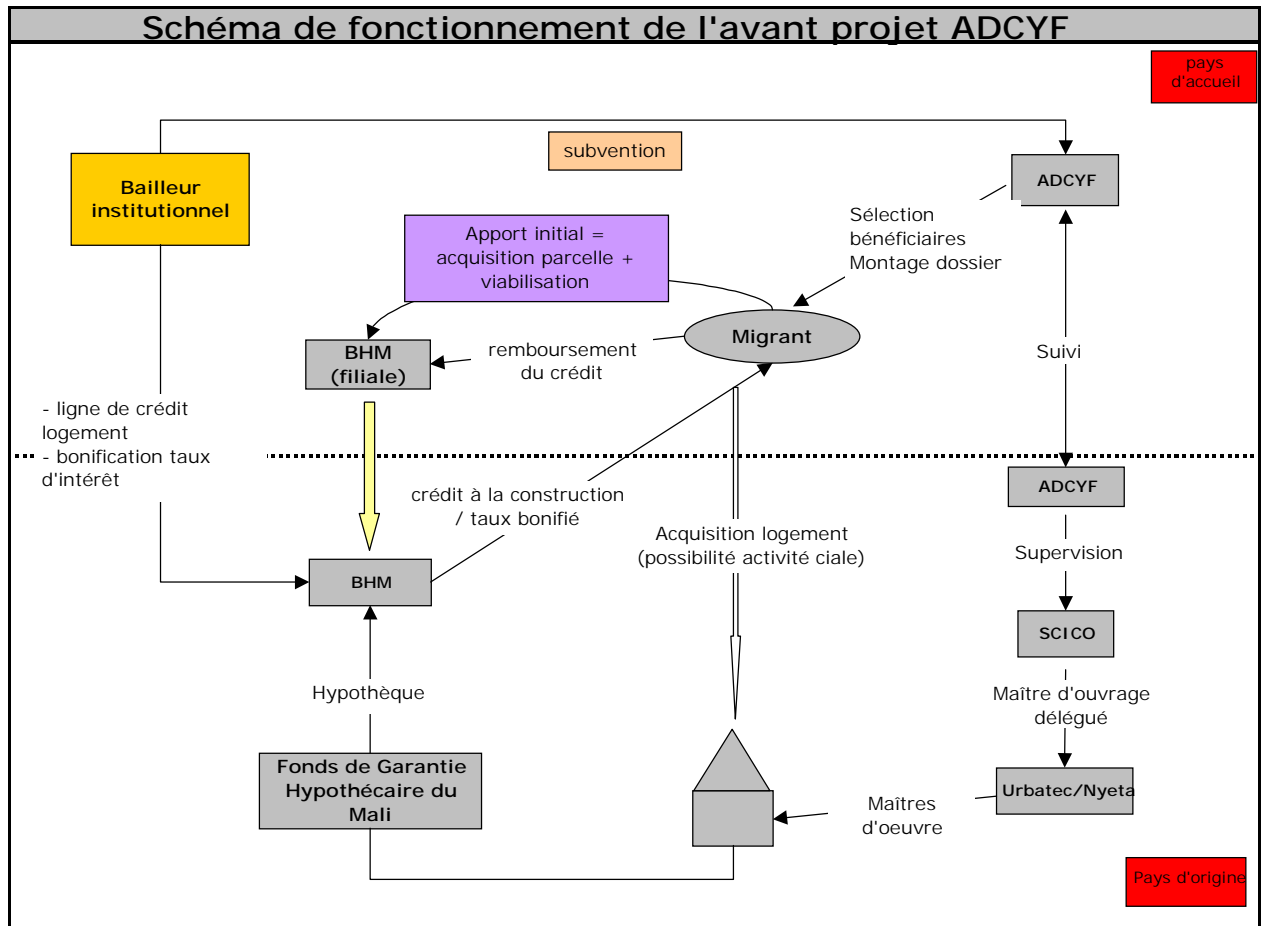 Schéma de fonctionnement de l'avant projet ADCYF
pays
d'accueil
subvention
Bailleur
institutionnel
ADCYF
Sélection
bénéficiaires
Montage dossier
Apport initial =
acquisition parcelle +
viabilisation
Migrant
BHM
(filiale)
remboursement
du crédit
Suivi
- ligne de crédit
logement
- bonification taux
d'intérêt
ADCYF
crédit à la construction
/ taux bonifié
Acquisition logement
(possibilité activité ciale)
Supervision
BHM
SCICO
Hypothèque
Maître d'ouvrage
délégué
Fonds de Garantie
Hypothécaire du
Mali
Urbatec/Nyeta
Maîtres
d'oeuvre
Pays d'origine